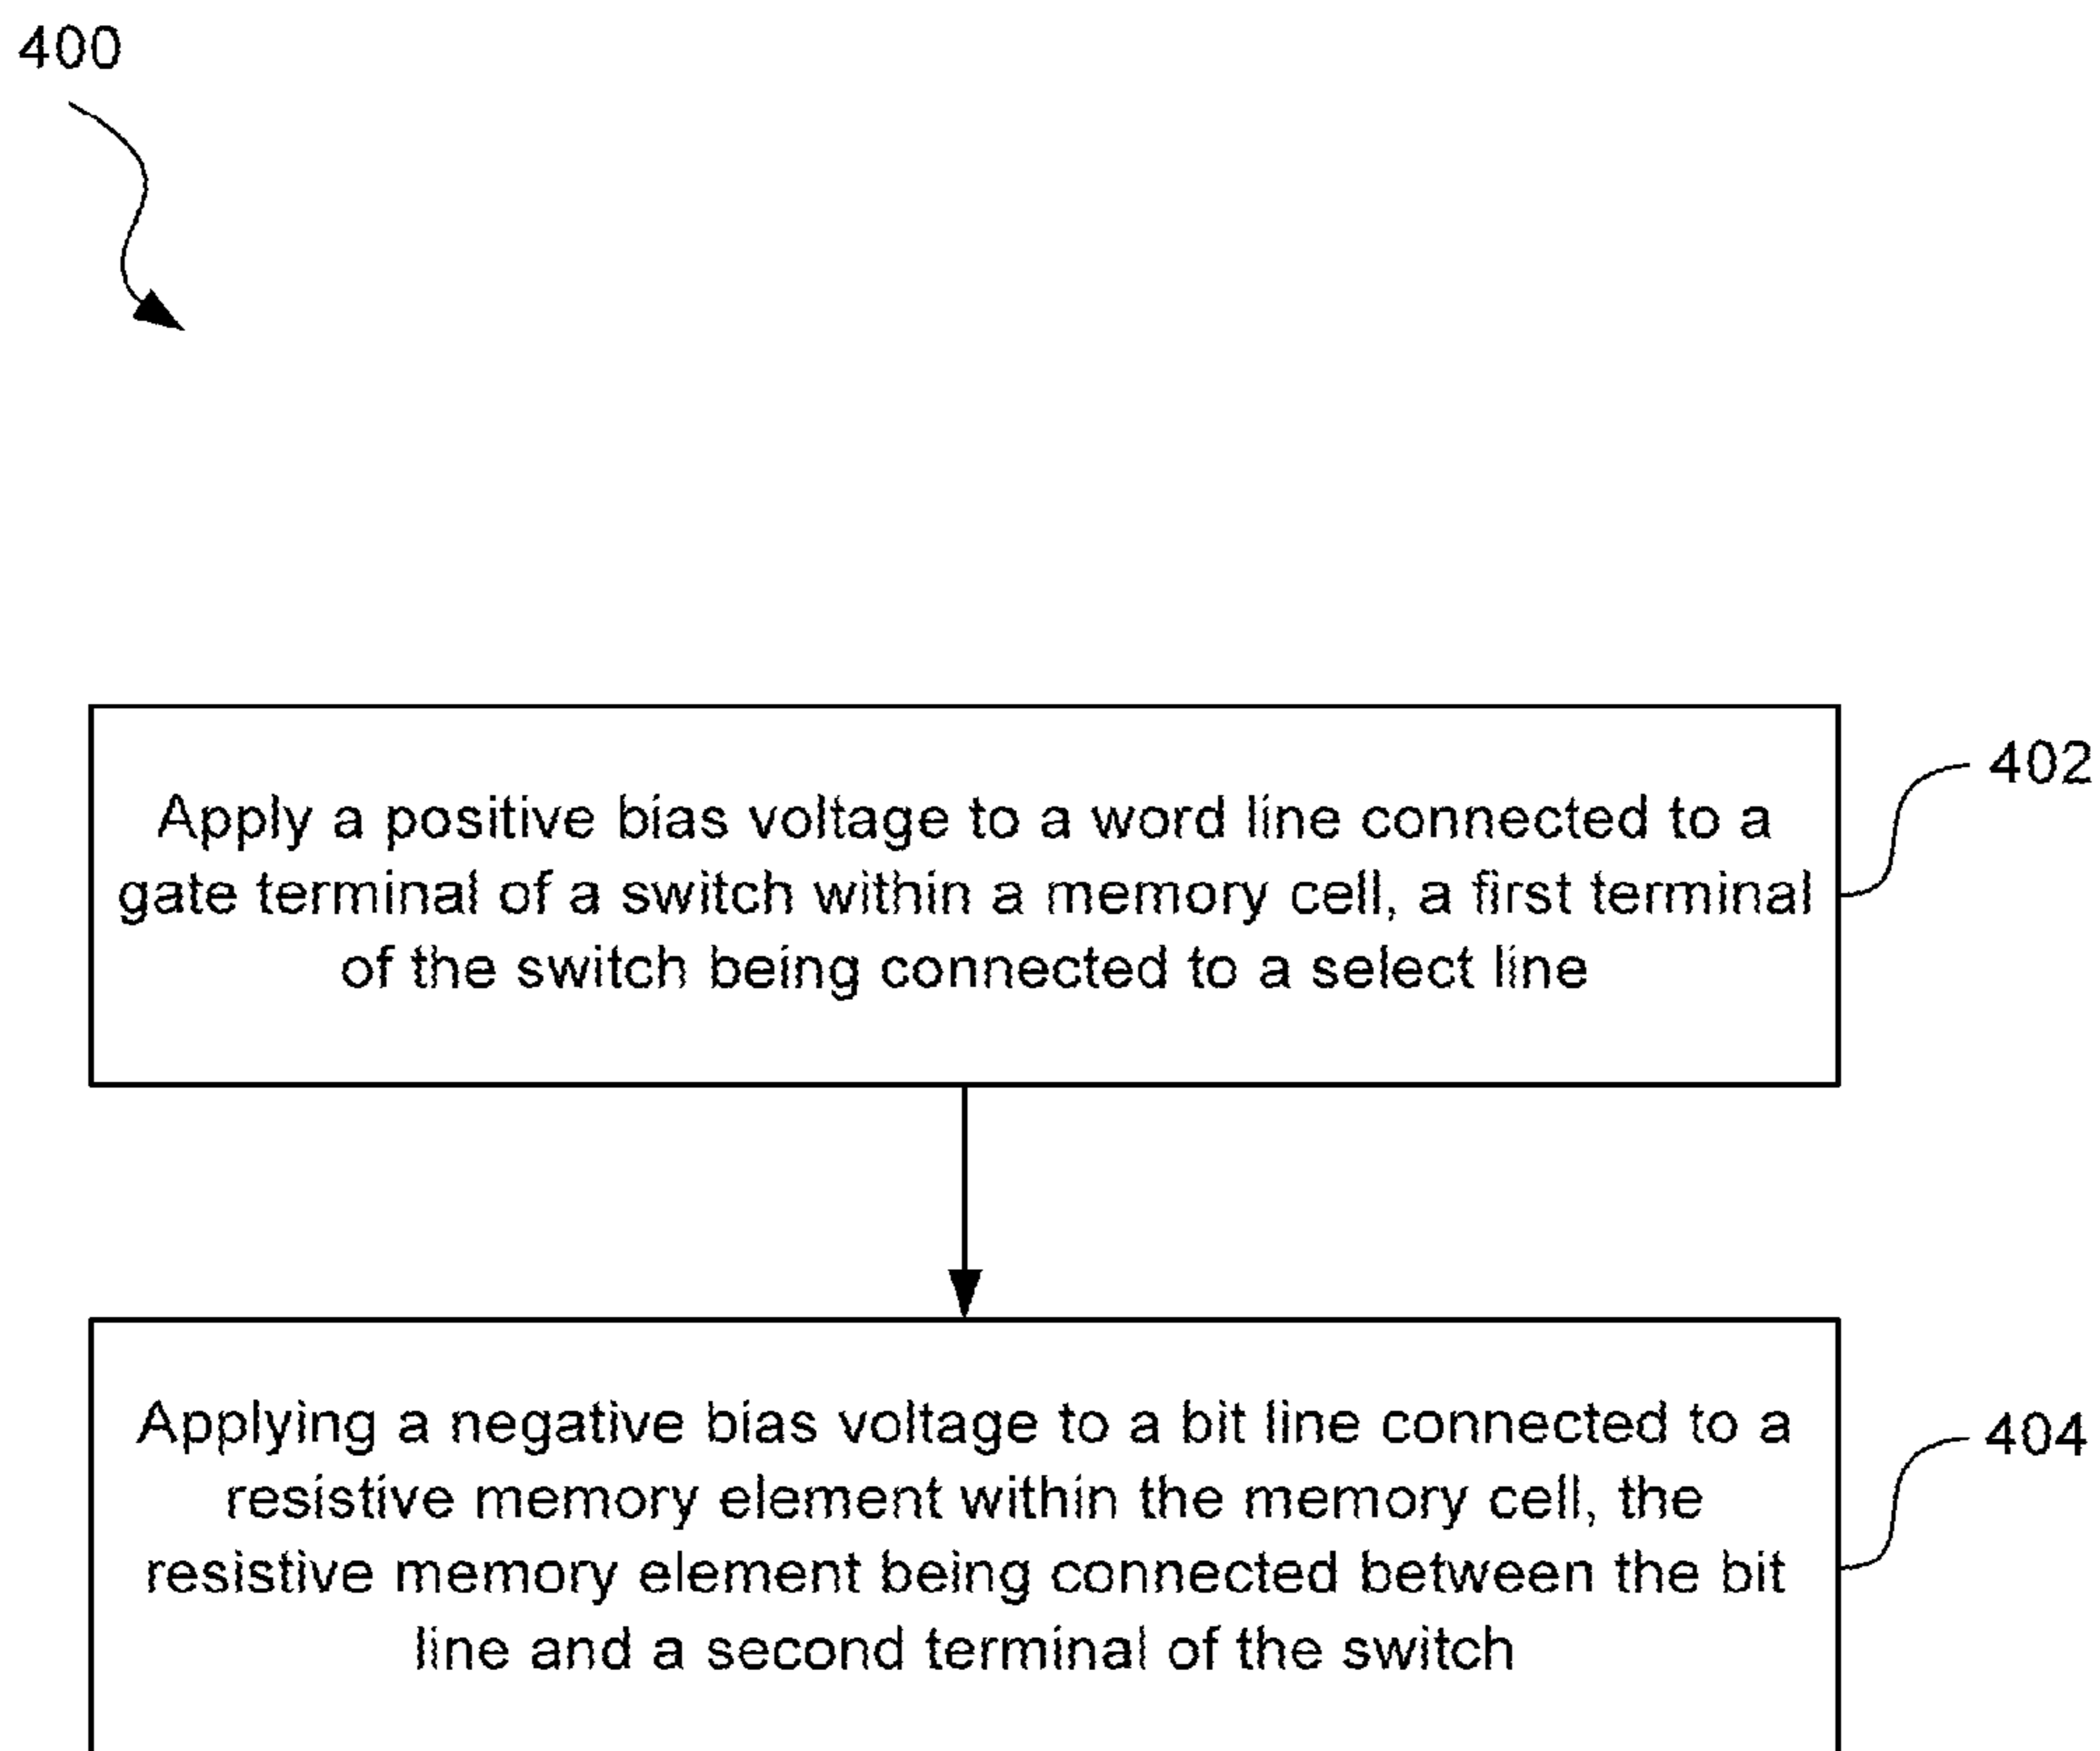 400
Apply a positive bias voltage to a word line connected to a
gate terminal of a switch within a memory cell, a first terminal
of the switch being connected to a select line
402
Applying a negative bias voltage to a bit line connected to a
resistive memory element within the memory cell, the
resistive memory element being connected between the bit
line and a second terminal of the switch
404